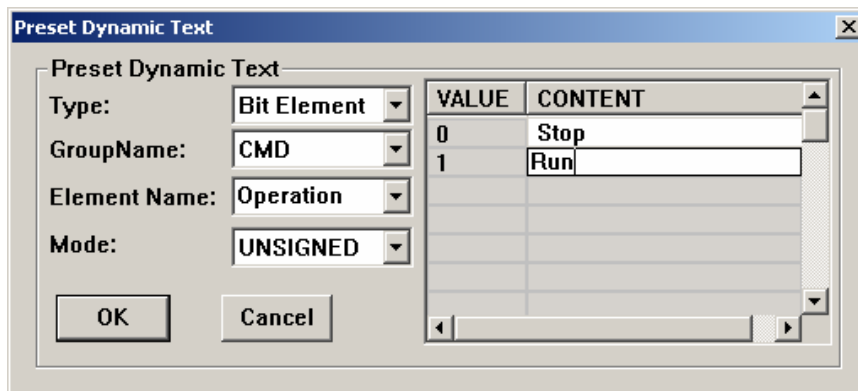 Preset Dynamic Text
Preset Dynamic Text
Type: Bit Element
GroupName: CMD
Element Name: Operation
Mode: UNSIGNED
OK Cancel
VALUE CONTENT
0 Stop
1 Run